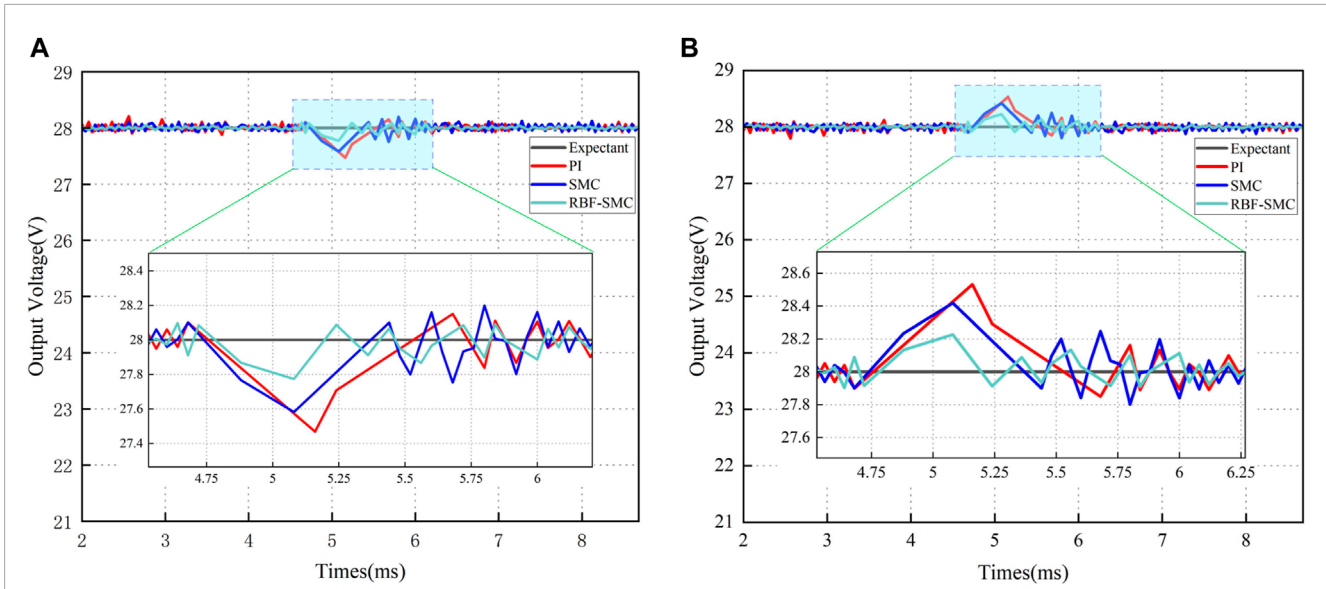 A
29
28
27
26
25
24
23
22
21
Output Voltage(V)
Expectant
PI
SMC
RBF-SMC
28.4
28.2
28
27.8
27.6
27.4
4.75 5 5.25 5.5 5.75 6
2 3 4 5 6 7 8
Times(ms)
B
29
28
27
26
25
24
23
22
21
Output Voltage(V)
Expectant
PI
SMC
RBF-SMC
28.6
28.4
28.2
28
27.8
27.6
4.75 5 5.25 5.5 5.75 6 6.25
2 3 4 5 6 7 8
Times(ms)